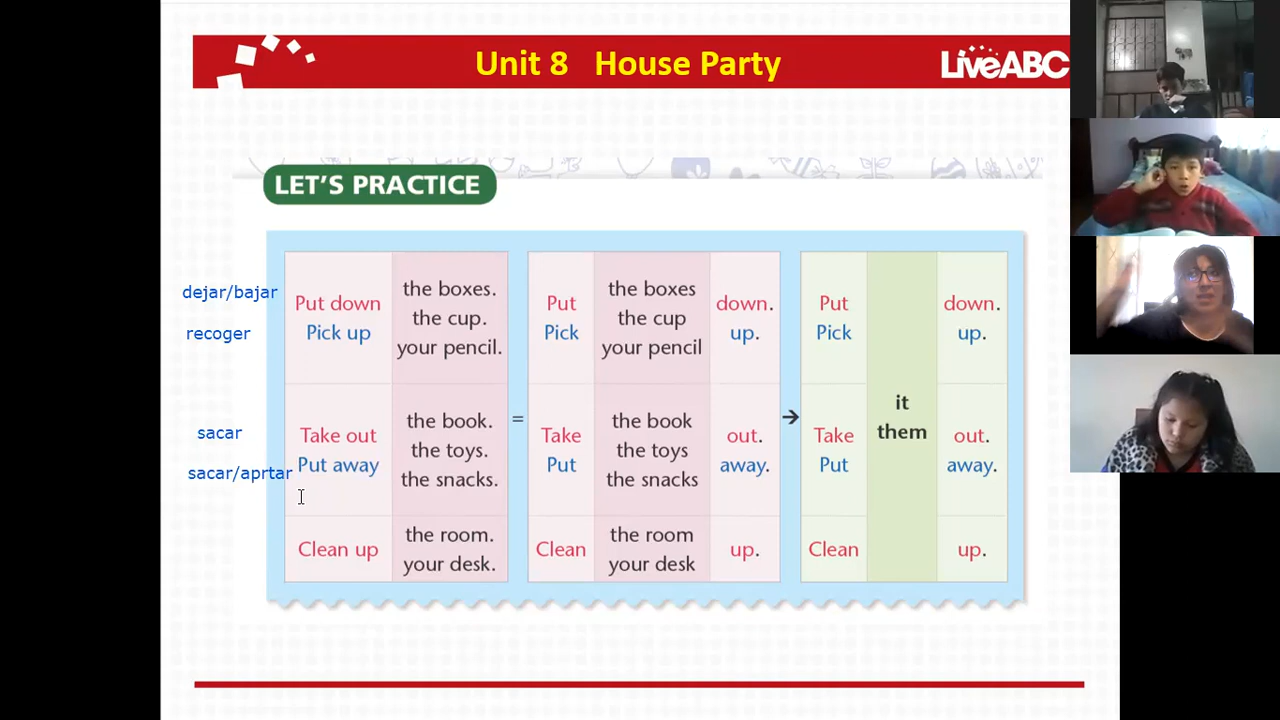 Unit 8 House Party
LiveABC
LET'S PRACTICE
dejar/bajar
recoger
sacar
sacar/aprtar
Put down
Pick up
the boxes.
the cup.
your pencil.
Put
Pick
the boxes
the cup
your pencil
down.
up.
Put
Pick
down.
up.
Take out
Put away
the book.
the toys.
the snacks.
=
Take
Put
the book
the toys
the snacks
out.
away.
→
Take
Put
it
them
out.
away.
Clean up
the room.
your desk.
Clean
the room
your desk
up.
Clean
up.